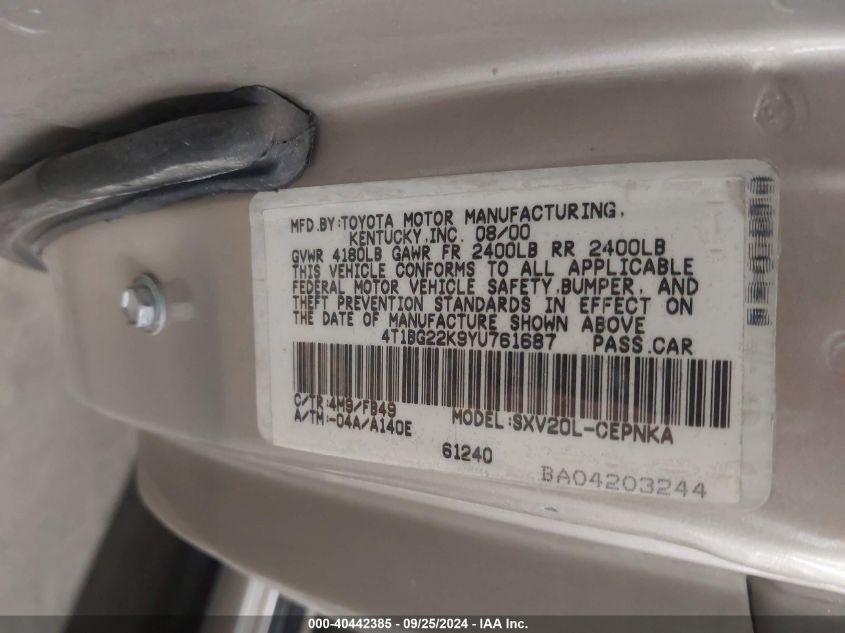 MFD.BY:TOYOTA MOTOR MANUFACTURING,
KENTUCKY,INC. 08/00
GVWR 4180LB GAWR FR 2400LB RR 2400LB
THIS VEHICLE CONFORMS TO ALL APPLICABLE
FEDERAL MOTOR VEHICLE SAFETY,BUMPER, AND
THEFT PREVENTION STANDARDS IN EFFECT ON
THE DATE OF MANUFACTURE SHOWN ABOVE
4T1BG22K9YU761687 PASS.CAR
C/TR:4M9/FB49
A/TM:-04A/A140E MODEL:SXV20L-CEPNKA
61240
BA04203244
000-40442385 - 09/25/2024 - IAA Inc.